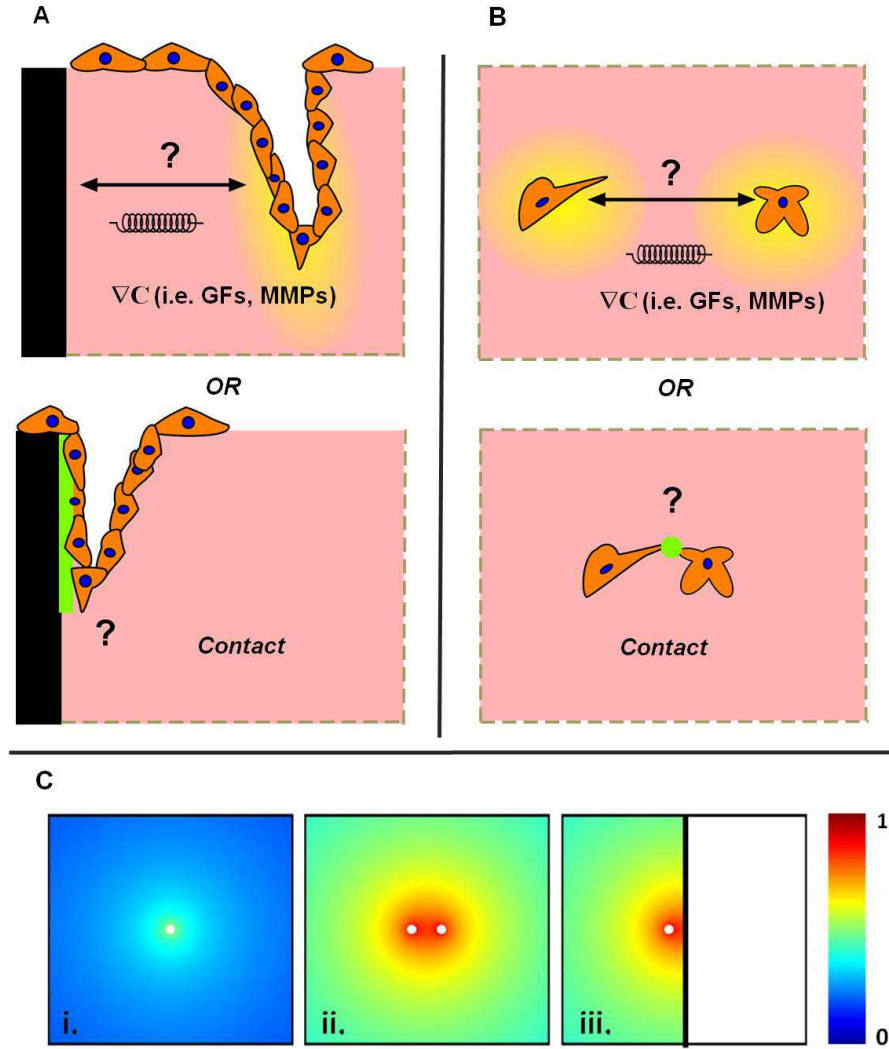 A
?
∇C (i.e. GFs, MMPs)
OR
?
Contact
B
?
∇C (i.e. GFs, MMPs)
OR
?
Contact
C
i.
ii.
iii.
1
0